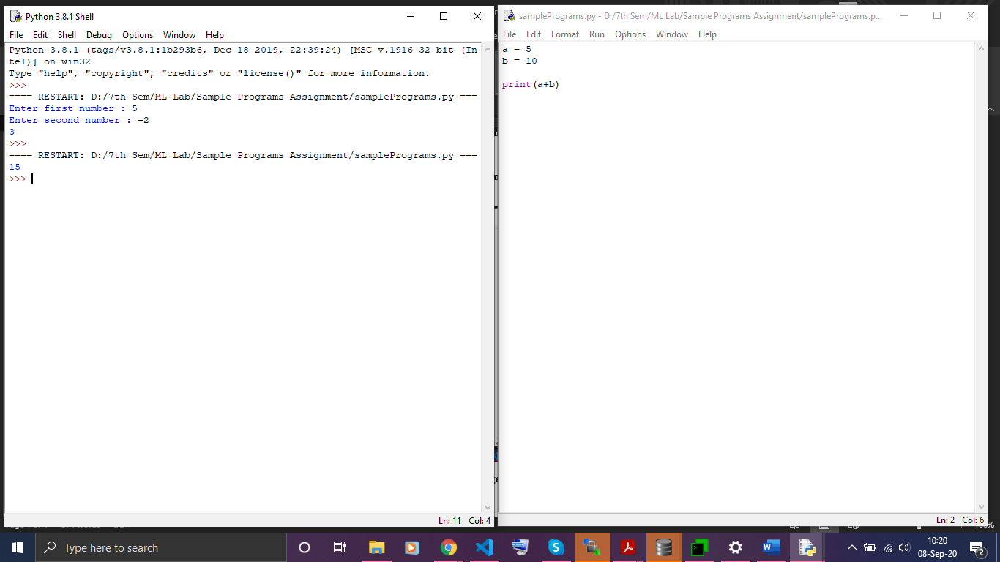 Python 3.8.1 Shell
File Edit Shell Debug Options Window Help
Python 3.8.1 (tags/v3.8.1:1b293b6, Dec 18 2019, 22:39:24) [MSC v.1916 32 bit (In
tel)] on win32
Type "help", "copyright", "credits" or "license()" for more information.
>>>
==== RESTART: D:/7th Sem/ML Lab/Sample Programs Assignment/samplePrograms.py ===
Enter first number : 5
Enter second number : -2
3
>>>
==== RESTART: D:/7th Sem/ML Lab/Sample Programs Assignment/samplePrograms.py ===
15
>>>
Ln: 11 Col: 4
samplePrograms.py - D:/7th Sem/ML Lab/Sample Programs Assignment/samplePrograms.p...
File Edit Format Run Options Window Help
a = 5
b = 10
print(a+b)
Ln: 2 Col: 6
Type here to search
10:20
08-Sep-20
2